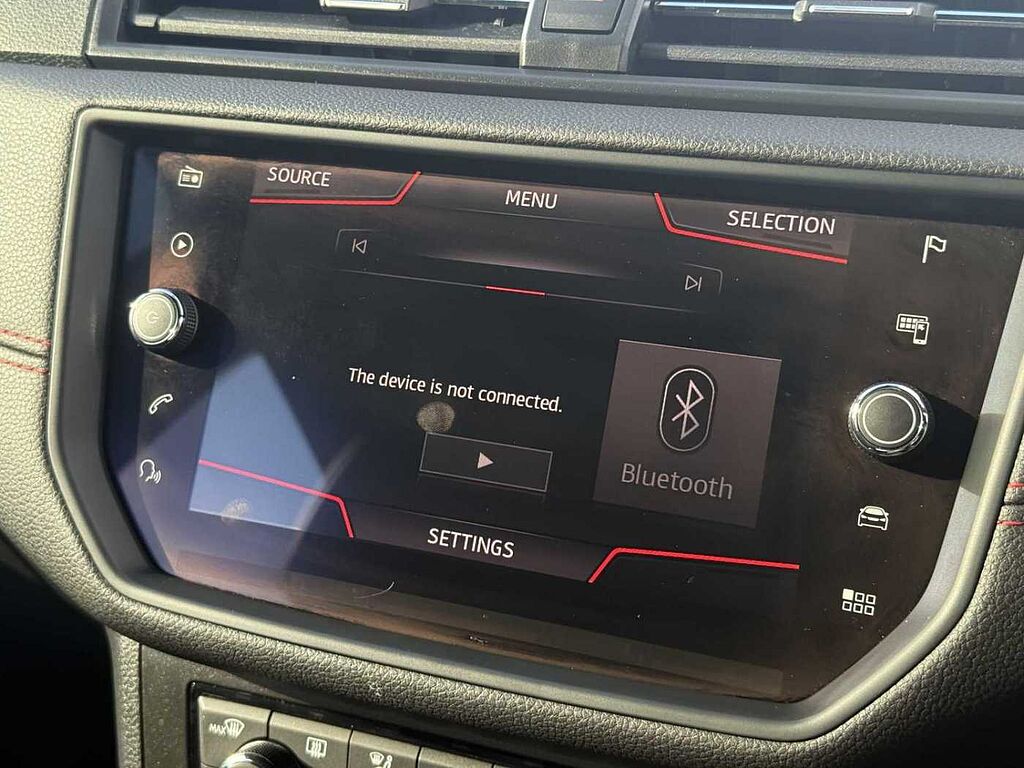 SOURCE
MENU
SELECTION
The device is not connected.
Bluetooth
SETTINGS
MAX